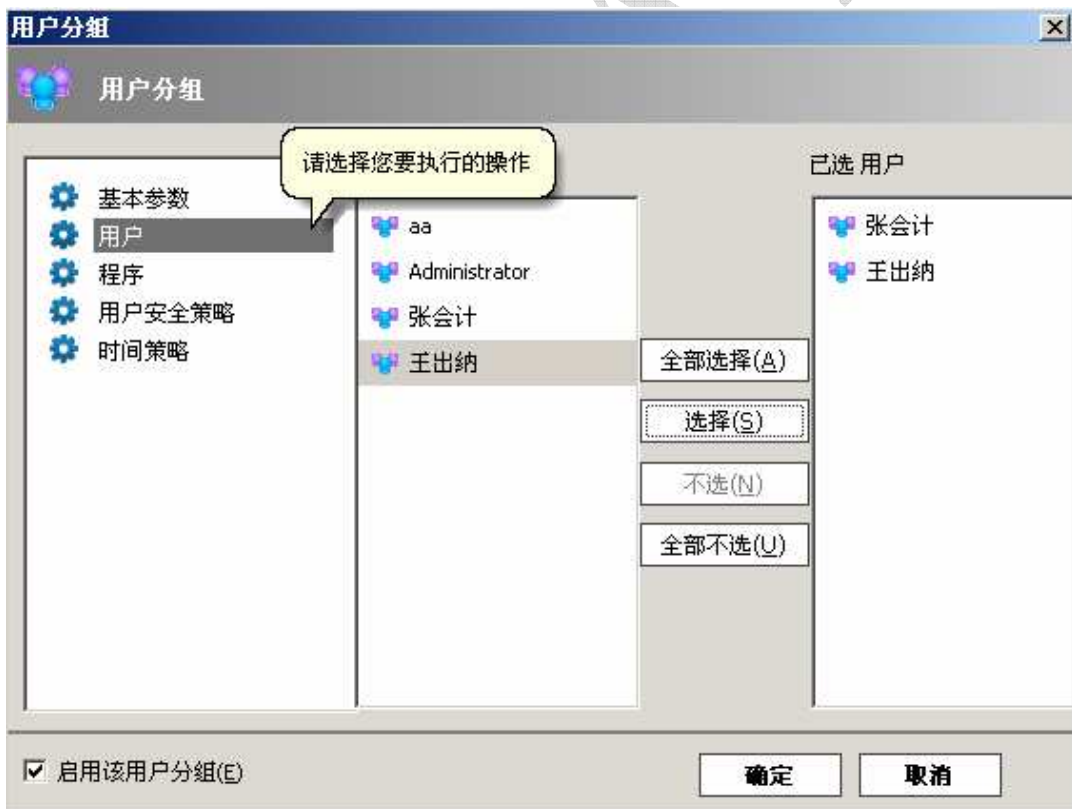 用户分组
用户分组
请选择您要执行的操作
已选 用户
基本参数
用户
程序
用户安全策略
时间策略
aa
Administrator
张会计
王出纳
全部选择(A)
选择(S)
不选(N)
全部不选(U)
张会计
王出纳
启用该用户分组(E)
确定
取消